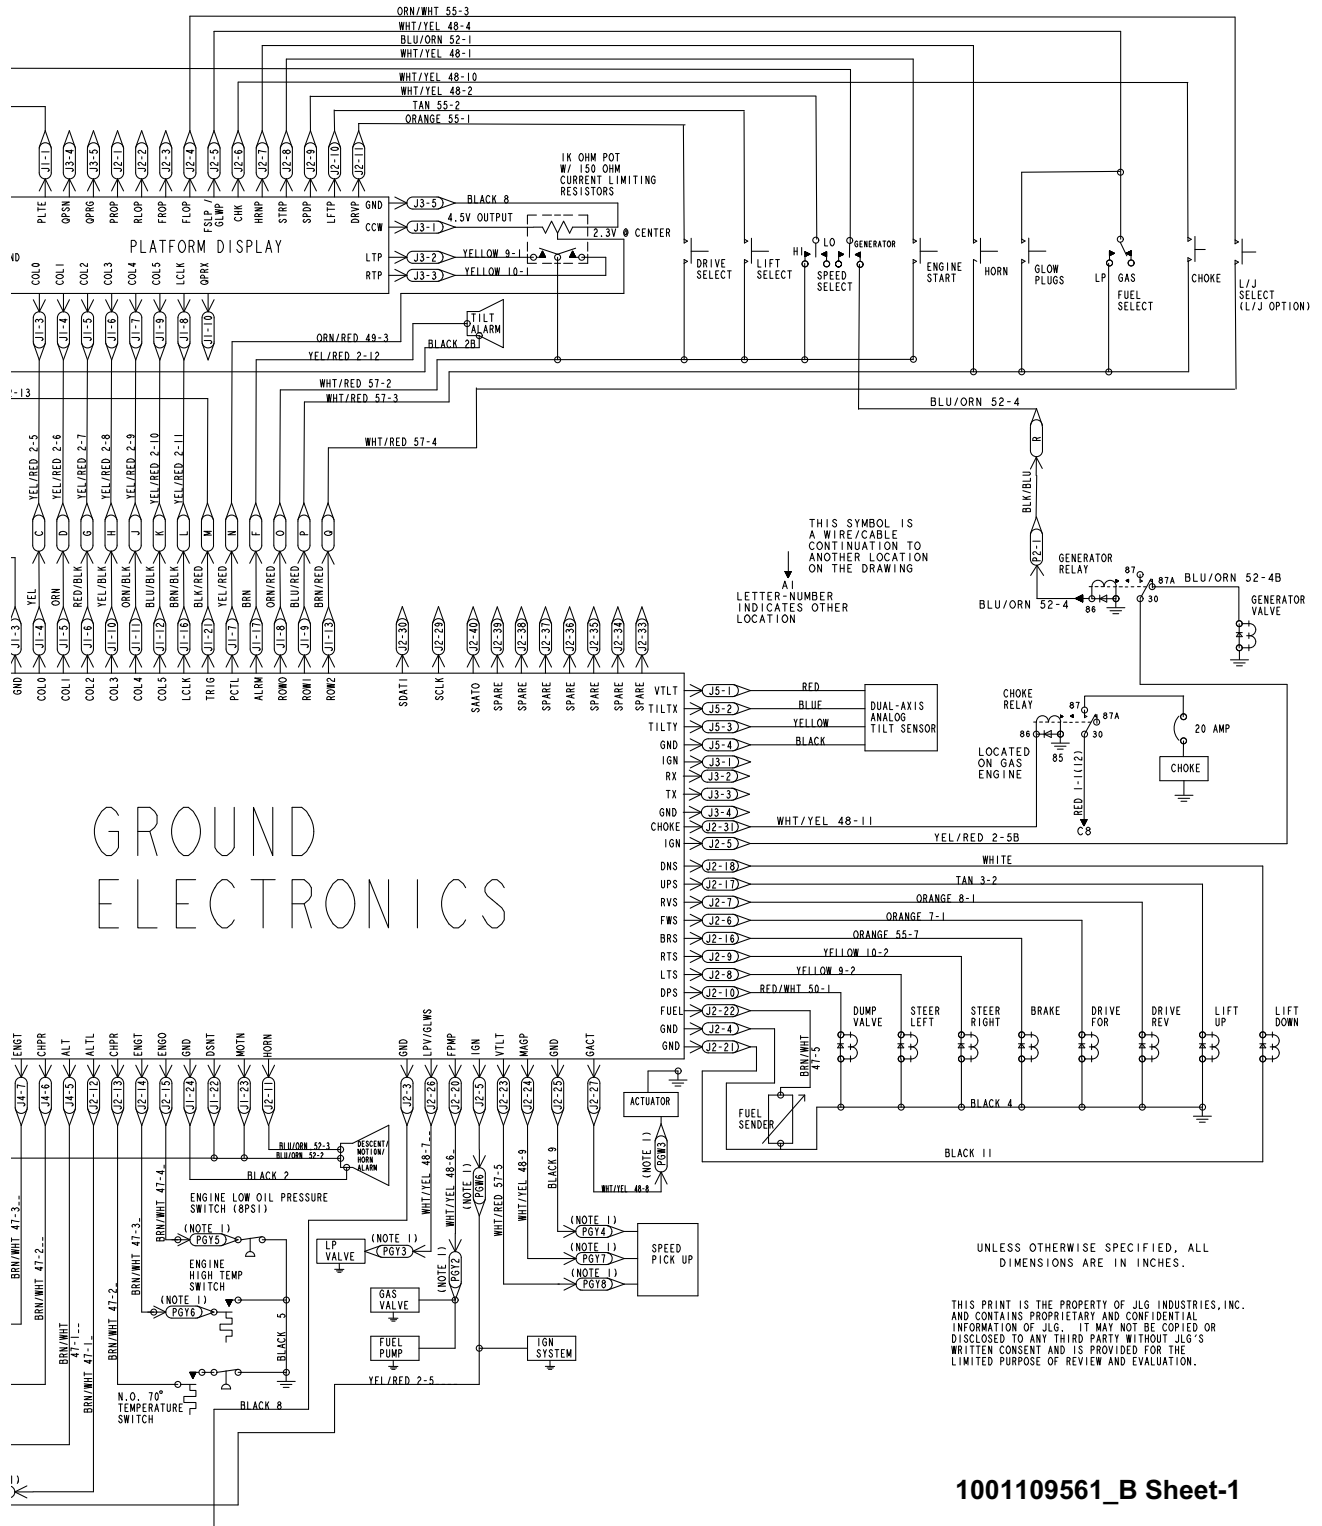 ORN/WHT 55-3
WHT/YEL 48-4
BLU/ORN 52-1
WHT/YEL 48-1
WHT/YEL 48-10
WHT/YEL 48-2
TAN 55-2
ORANGE 55-1
J1-1
J3-4
J3-5
J2-1
J2-2
J2-3
J2-4
J2-5
J2-6
J2-7
J2-8
J2-9
J2-10
J2-11
PLTE
QPSN
QPRG
PROP
RLOP
FROP
FLOP
FSLP /
GLWP
CHK
HRNP
STRP
SPDP
LFTP
DRVP
1K OHM POT
W/ 150 OHM
CURRENT LIMITING
RESISTORS
GND J3-5 BLACK 8
CCW J3-1 4.5V OUTPUT
2.3V @ CENTER
LTP J3-2 YELLOW 9-1
RTP J3-3 YELLOW 10-1
PLATFORM DISPLAY
ND
COL0
COL1
COL2
COL3
COL4
COL5
LCLK
QPRX
J1-3
J1-4
J1-5
J1-6
J1-7
J1-9
J1-8
J1-10
DRIVE
SELECT
LIFT
SELECT
HI
LO
GENERATOR
SPEED
SELECT
ENGINE
START
HORN
GLOW
PLUGS
LP GAS
FUEL
SELECT
CHOKE
L/J
SELECT
(L/J OPTION)
TILT
ALARM
ORN/RED 49-3
BLACK 2B
YEL/RED 2-12
WHT/RED 57-2
WHT/RED 57-3
WHT/RED 57-4
-13
BLU/ORN 52-4
YEL/RED 2-5
YEL/RED 2-6
YEL/RED 2-7
YEL/RED 2-8
YEL/RED 2-9
YEL/RED 2-10
YEL/RED 2-11
C
D
G
H
J
K
L
M
N
F
O
P
Q
R
BLK/BLU
P2-1
YEL
ORN
RED/BLK
YEL/BLK
ORN/BLK
BLU/BLK
BRN/BLK
BLK/RED
YEL/RED
BRN
ORN/RED
BLU/RED
BRN/RED
J1-3
J1-4
J1-5
J1-6
J1-10
J1-11
J1-12
J1-16
J1-21
J1-7
J1-17
J1-8
J1-9
J1-13
GND
COL0
COL1
COL2
COL3
COL4
COL5
LCLK
TRIG
PCTL
ALRM
ROW0
ROW1
ROW2
THIS SYMBOL IS
A WIRE/CABLE
CONTINUATION TO
ANOTHER LOCATION
ON THE DRAWING
A1
LETTER-NUMBER
INDICATES OTHER
LOCATION
GENERATOR
RELAY
87
87A
86
30
BLU/ORN 52-4
BLU/ORN 52-4B
GENERATOR
VALVE
J2-30
J2-29
J2-40
J2-39
J2-38
J2-37
J2-36
J2-35
J2-34
J2-33
SDATI
SCLK
SAATO
SPARE
SPARE
SPARE
SPARE
SPARE
SPARE
SPARE
VTLT J5-1 RED
TILTX J5-2 BLUE
TILTY J5-3 YELLOW
GND J5-4 BLACK
DUAL-AXIS
ANALOG
TILT SENSOR
IGN J3-1
RX J3-2
TX J3-3
GND J3-4
CHOKE J2-31 WHT/YEL 48-11
IGN J2-5 YEL/RED 2-5B
CHOKE
RELAY
87
87A
86
30
85
LOCATED
ON GAS
ENGINE
RED 1-1(12)
C8
20 AMP
CHOKE
GROUND
ELECTRONICS
DNS J2-18 WHITE
UPS J2-17 TAN 3-2
RVS J2-7 ORANGE 8-1
FWS J2-6 ORANGE 7-1
BRS J2-16 ORANGE 55-7
RTS J2-9 YELLOW 10-2
LTS J2-8 YELLOW 9-2
DPS J2-10 RED/WHT 50-1
FUEL J2-22
GND J2-4
GND J2-21
BRN/WHT
47-5
DUMP
VALVE
STEER
LEFT
STEER
RIGHT
BRAKE
DRIVE
FOR
DRIVE
REV
LIFT
UP
LIFT
DOWN
BLACK 4
FUEL
SENDER
BLACK 11
ENGT
CHPR
ALT
ALTL
CHPR
ENGT
ENGO
GND
DSNT
MOTN
HORN
J4-7
J4-6
J4-5
J2-12
J2-13
J2-14
J2-15
J1-24
J1-22
J1-23
J2-11
GND
LPV/GLWS
FPMP
IGN
VTLT
MAGP
GND
GACT
J2-3
J2-26
J2-20
J2-5
J2-23
J2-24
J2-25
J2-27
ACTUATOR
(NOTE 1)
PGW3
BLU/ORN 52-3
BLU/ORN 52-2
BLACK 2
DESCENT/
MOTION/
HORN
ALARM
WHT/YEL 48-7
WHT/YEL 48-6
(NOTE 1)
PGW6
WHT/RED 57-5
WHT/YEL 48-9
BLACK 9
WHT/YEL 48-8
ENGINE LOW OIL PRESSURE
SWITCH (8PSI)
(NOTE 1)
PGY5
ENGINE
HIGH TEMP
SWITCH
(NOTE 1)
PGY6
BRN/WHT 47-3
BRN/WHT 47-2
BRN/WHT
47-1
BRN/WHT 47-1
BRN/WHT 47-2
BRN/WHT 47-3
BRN/WHT 47-4
BLACK 5
N.O. 70°
TEMPERATURE
SWITCH
BLACK 8
LP
VALVE
(NOTE 1)
PGY3
(NOTE 1)
PGY2
GAS
VALVE
FUEL
PUMP
IGN
SYSTEM
YEL/RED 2-5
(NOTE 1)
PGY4
(NOTE 1)
PGY7
(NOTE 1)
PGY8
SPEED
PICK UP
UNLESS OTHERWISE SPECIFIED, ALL
DIMENSIONS ARE IN INCHES.
THIS PRINT IS THE PROPERTY OF JLG INDUSTRIES,INC.
AND CONTAINS PROPRIETARY AND CONFIDENTIAL
INFORMATION OF JLG. IT MAY NOT BE COPIED OR
DISCLOSED TO ANY THIRD PARTY WITHOUT JLG'S
WRITTEN CONSENT AND IS PROVIDED FOR THE
LIMITED PURPOSE OF REVIEW AND EVALUATION.
1001109561_B Sheet-1